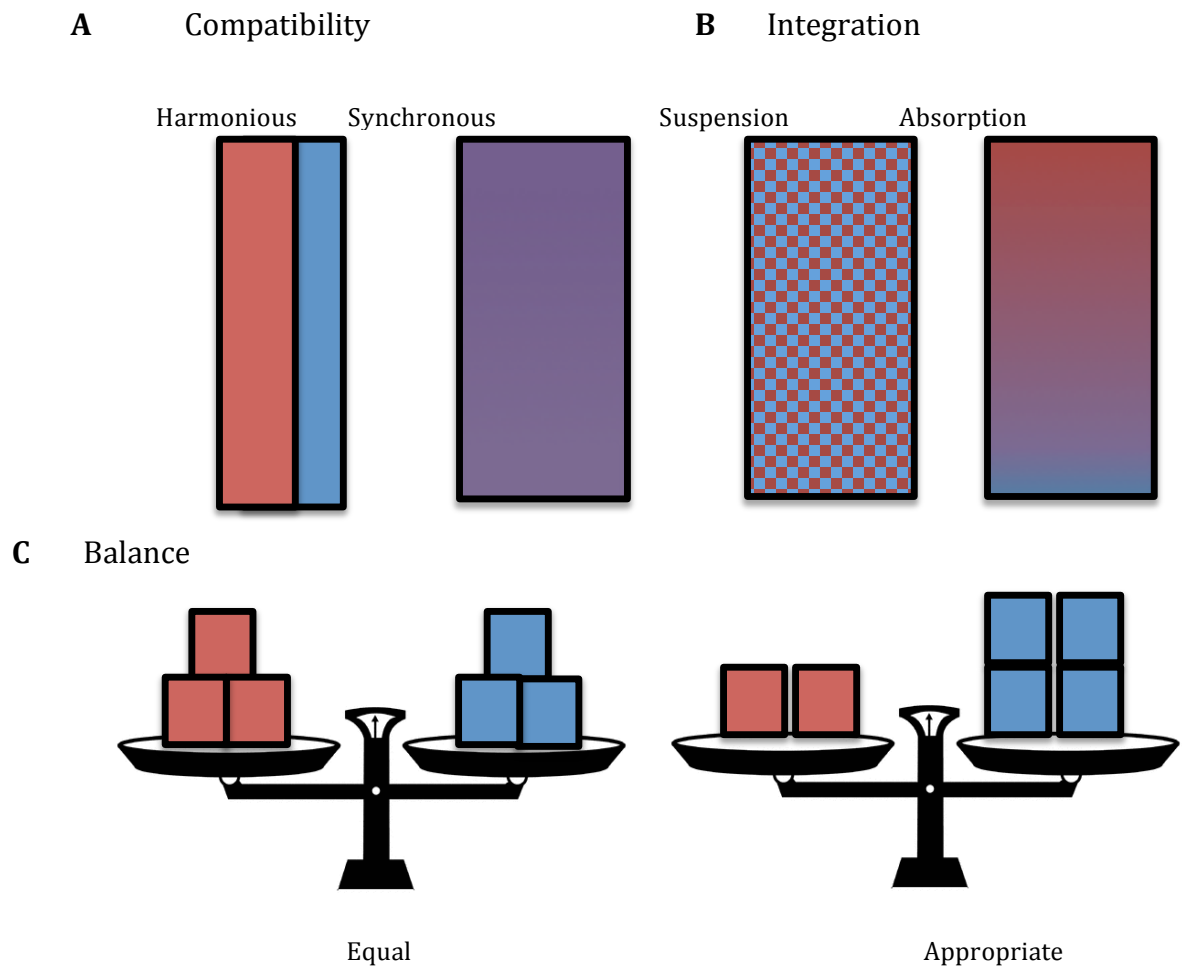 A Compatibility
B Integration
Harmonious
Synchronous
Suspension
Absorption
C Balance
Equal
Appropriate